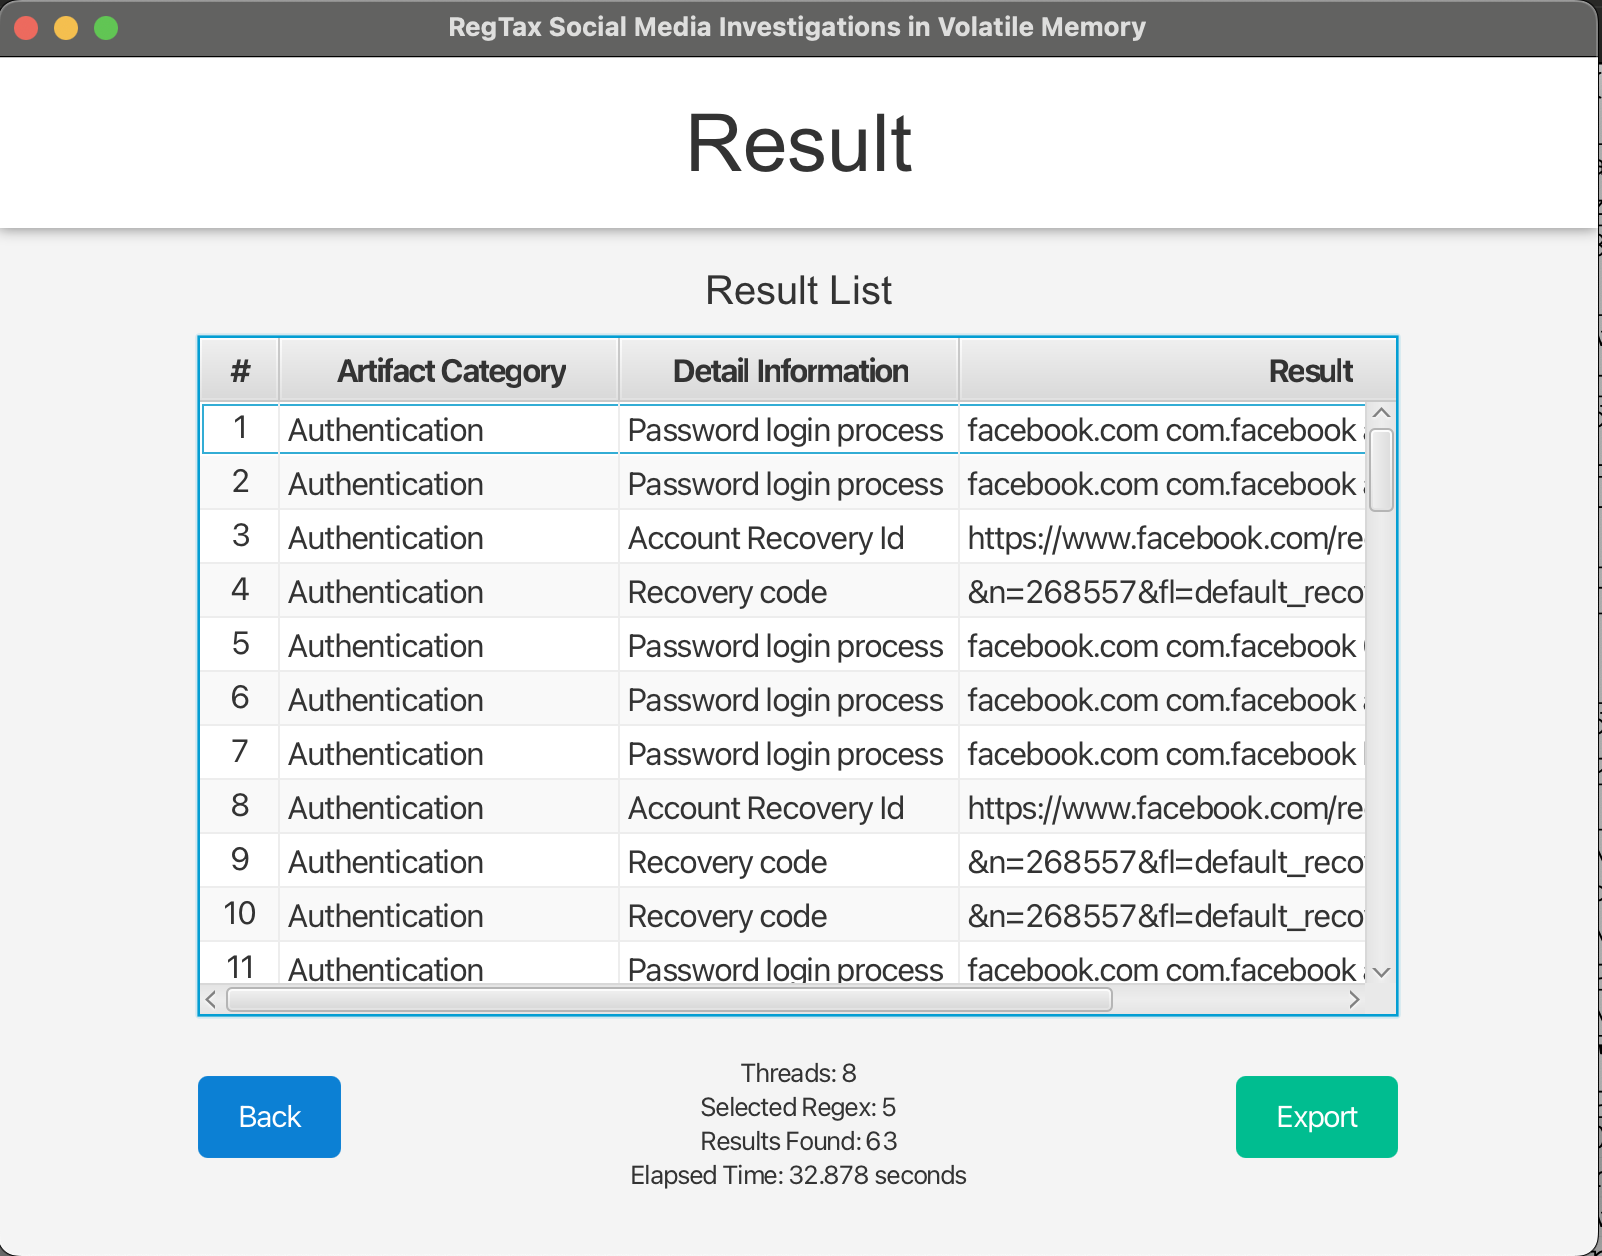 RegTax Social Media Investigations in Volatile Memory
Result
Result List
# Artifact Category Detail Information Result
1 Authentication Password login process facebook.com com.facebook
2 Authentication Password login process facebook.com com.facebook
3 Authentication Account Recovery Id https://www.facebook.com/re
4 Authentication Recovery code &n=268557&fl=default_reco
5 Authentication Password login process facebook.com com.facebook
6 Authentication Password login process facebook.com com.facebook
7 Authentication Password login process facebook.com com.facebook
8 Authentication Account Recovery Id https://www.facebook.com/re
9 Authentication Recovery code &n=268557&fl=default_reco
10 Authentication Recovery code &n=268557&fl=default_reco
11 Authentication Password login process facebook.com com.facebook
Back
Threads: 8
Selected Regex: 5
Results Found: 63
Elapsed Time: 32.878 seconds
Export